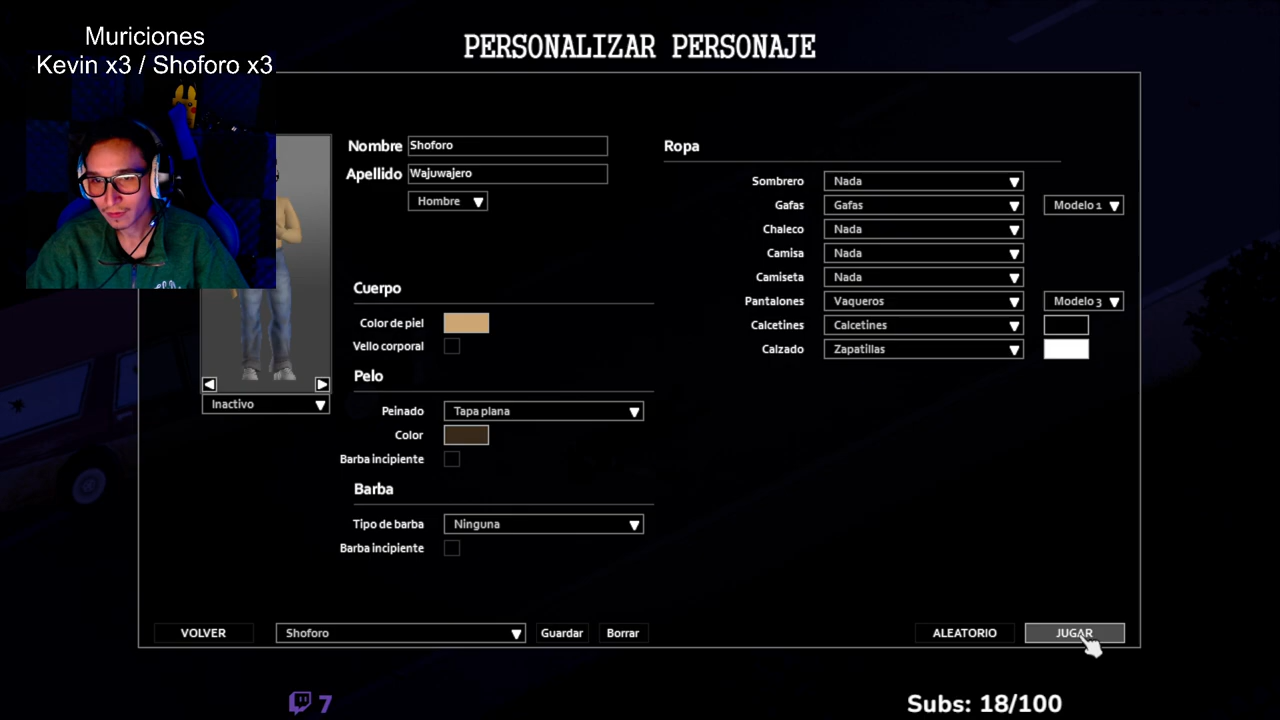 Muriciones
Kevin x3 / Shoforo x3
PERSONALIZAR PERSONAJE
Nombre Shoforo
Apellido Wajuwajero
Hombre
Inactivo
Cuerpo
Color de piel
Vello corporal
Pelo
Peinado Tapa plana
Color
Barba incipiente
Barba
Tipo de barba Ninguna
Barba incipiente
Ropa
Sombrero Nada
Gafas Gafas Modelo 1
Chaleco Nada
Camisa Nada
Camiseta Nada
Pantalones Vaqueros Modelo 3
Calcetines Calcetines
Calzado Zapatillas
VOLVER Shoforo Guardar Borrar ALEATORIO JUGAR
7 Subs: 18/100